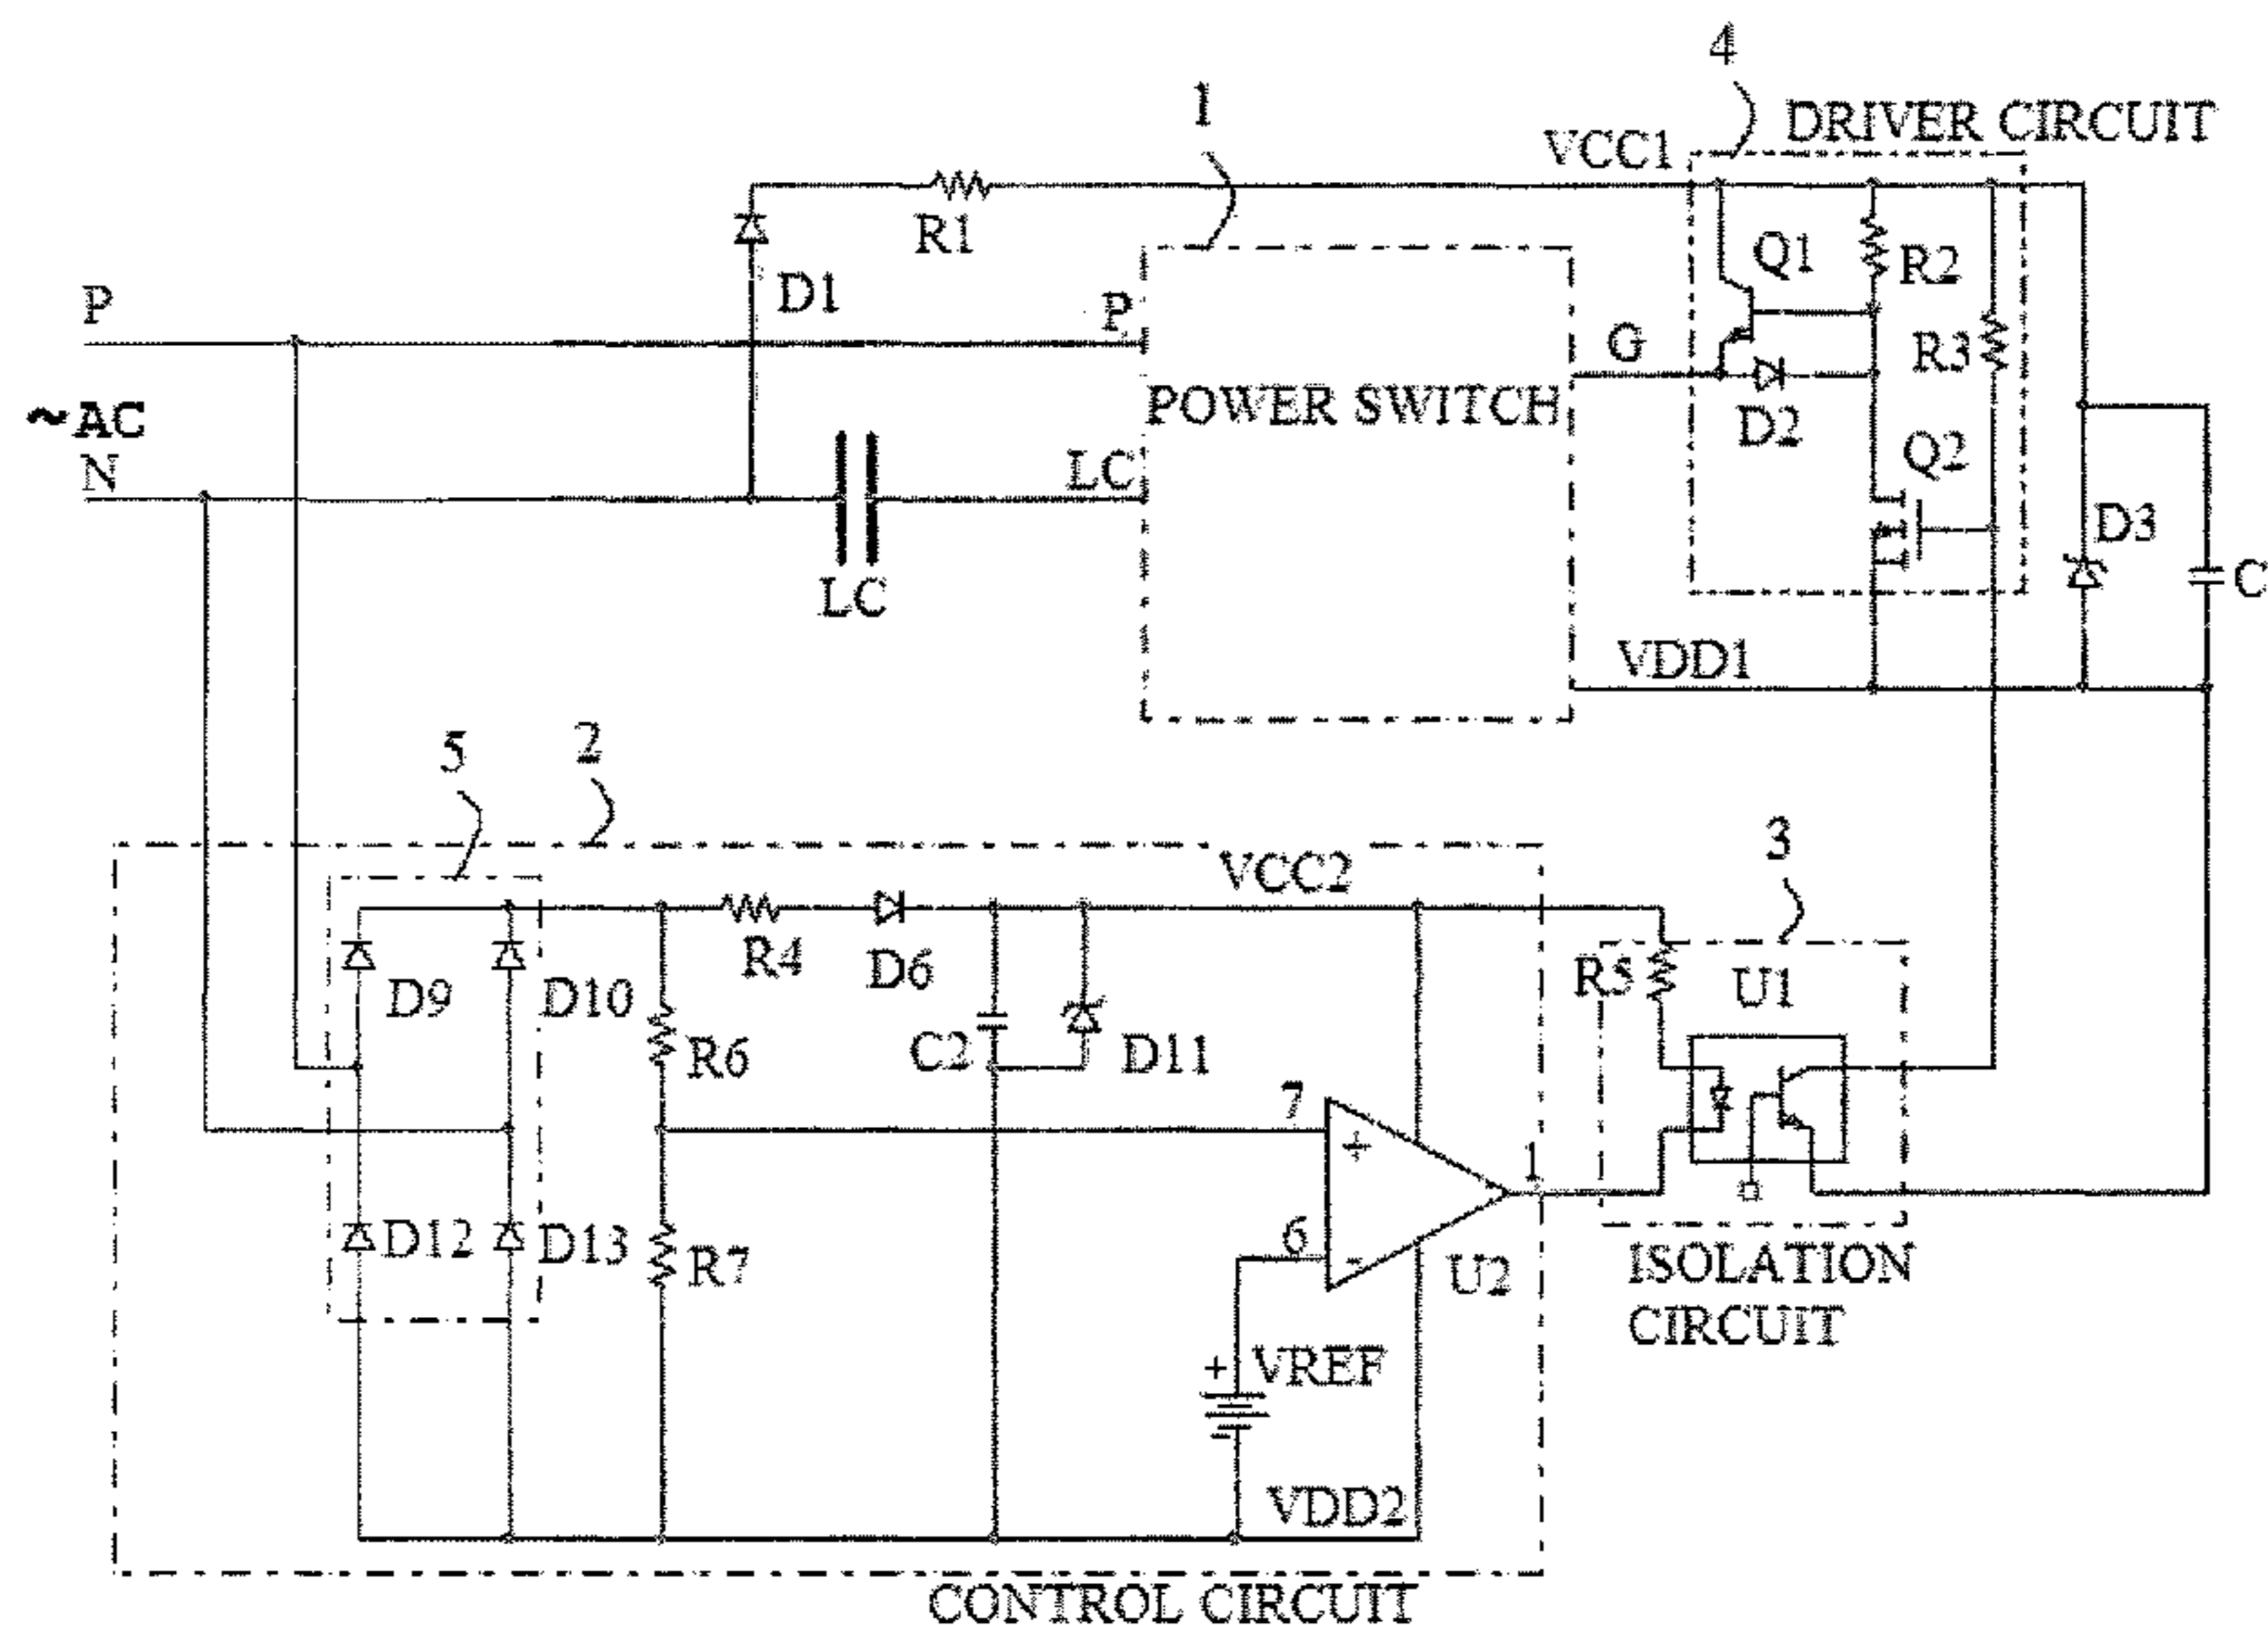 4
DRIVER CIRCUIT
1
VCC1
R1
Q1
R2
D1
P
P
G
R3
~AC
POWER SWITCH
D2
N
LC
Q2
D3
LC
C
VDD1
5
2
3
VCC2
R4
D6
R5
U1
D9
D10
R6
C2
D11
7
+
1
D12
D13
R7
6
-
U2
ISOLATION
CIRCUIT
+
VREF
VDD2
CONTROL CIRCUIT